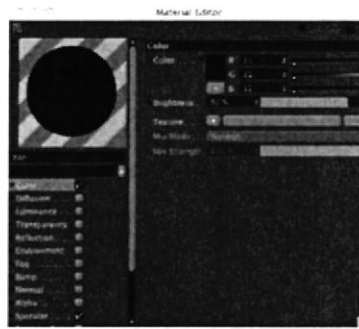 Material Editor
Color
Color
R
G
B
Brightness
Texture
Mix Mode
Normal
Mix Strength
Color
Diffusion
Luminance
Transparency
Reflection
Environment
Fog
Bump
Normal
Alpha
Specular